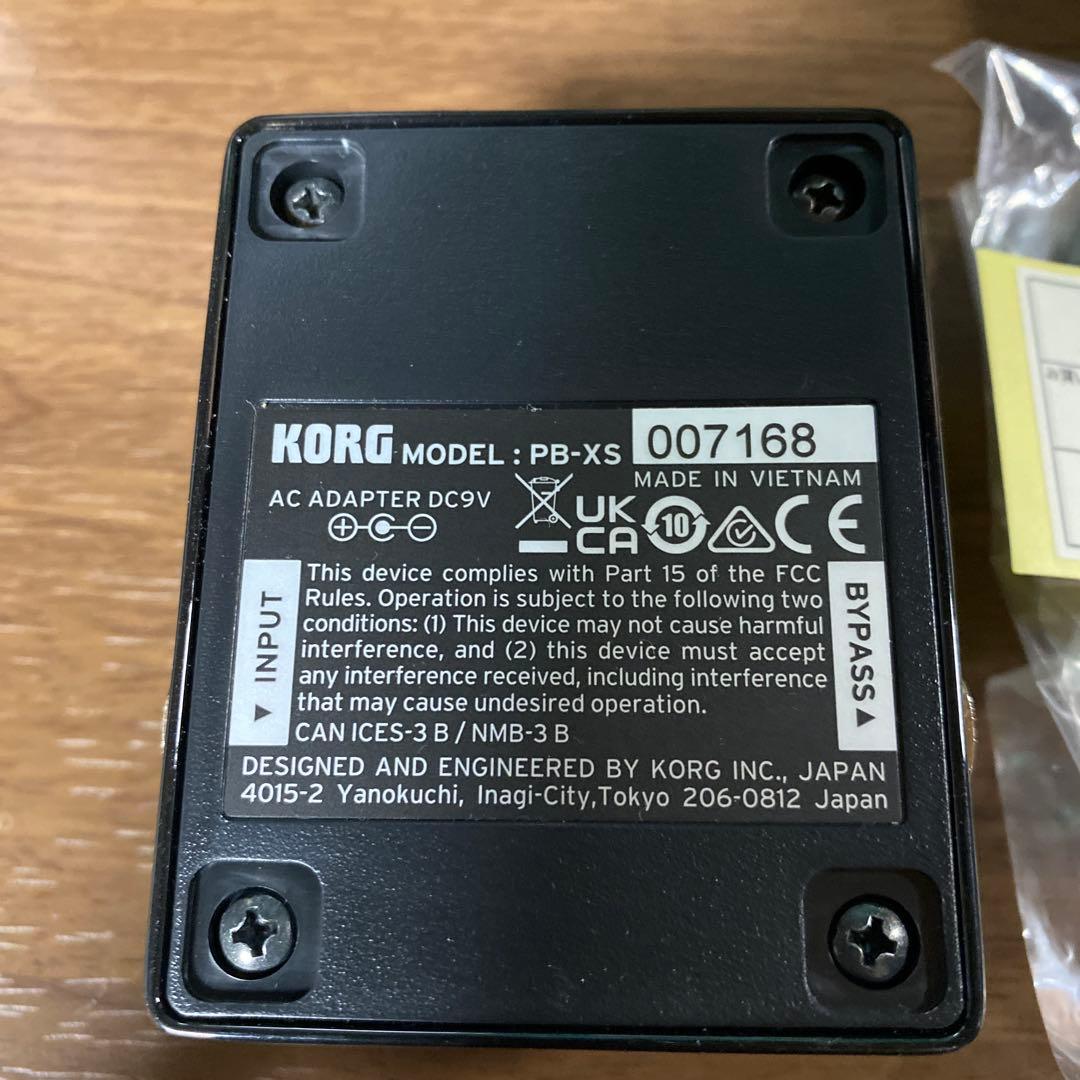 KORG MODEL : PB-XS 007168
MADE IN VIETNAM
AC ADAPTER DC9V
UK
CA
10
CE
INPUT
This device complies with Part 15 of the FCC
Rules. Operation is subject to the following two
conditions: (1) This device may not cause harmful
interference, and (2) this device must accept
any interference received, including interference
that may cause undesired operation.
CAN ICES-3 B / NMB-3 B
BYPASS
DESIGNED AND ENGINEERED BY KORG INC., JAPAN
4015-2 Yanokuchi, Inagi-City,Tokyo 206-0812 Japan